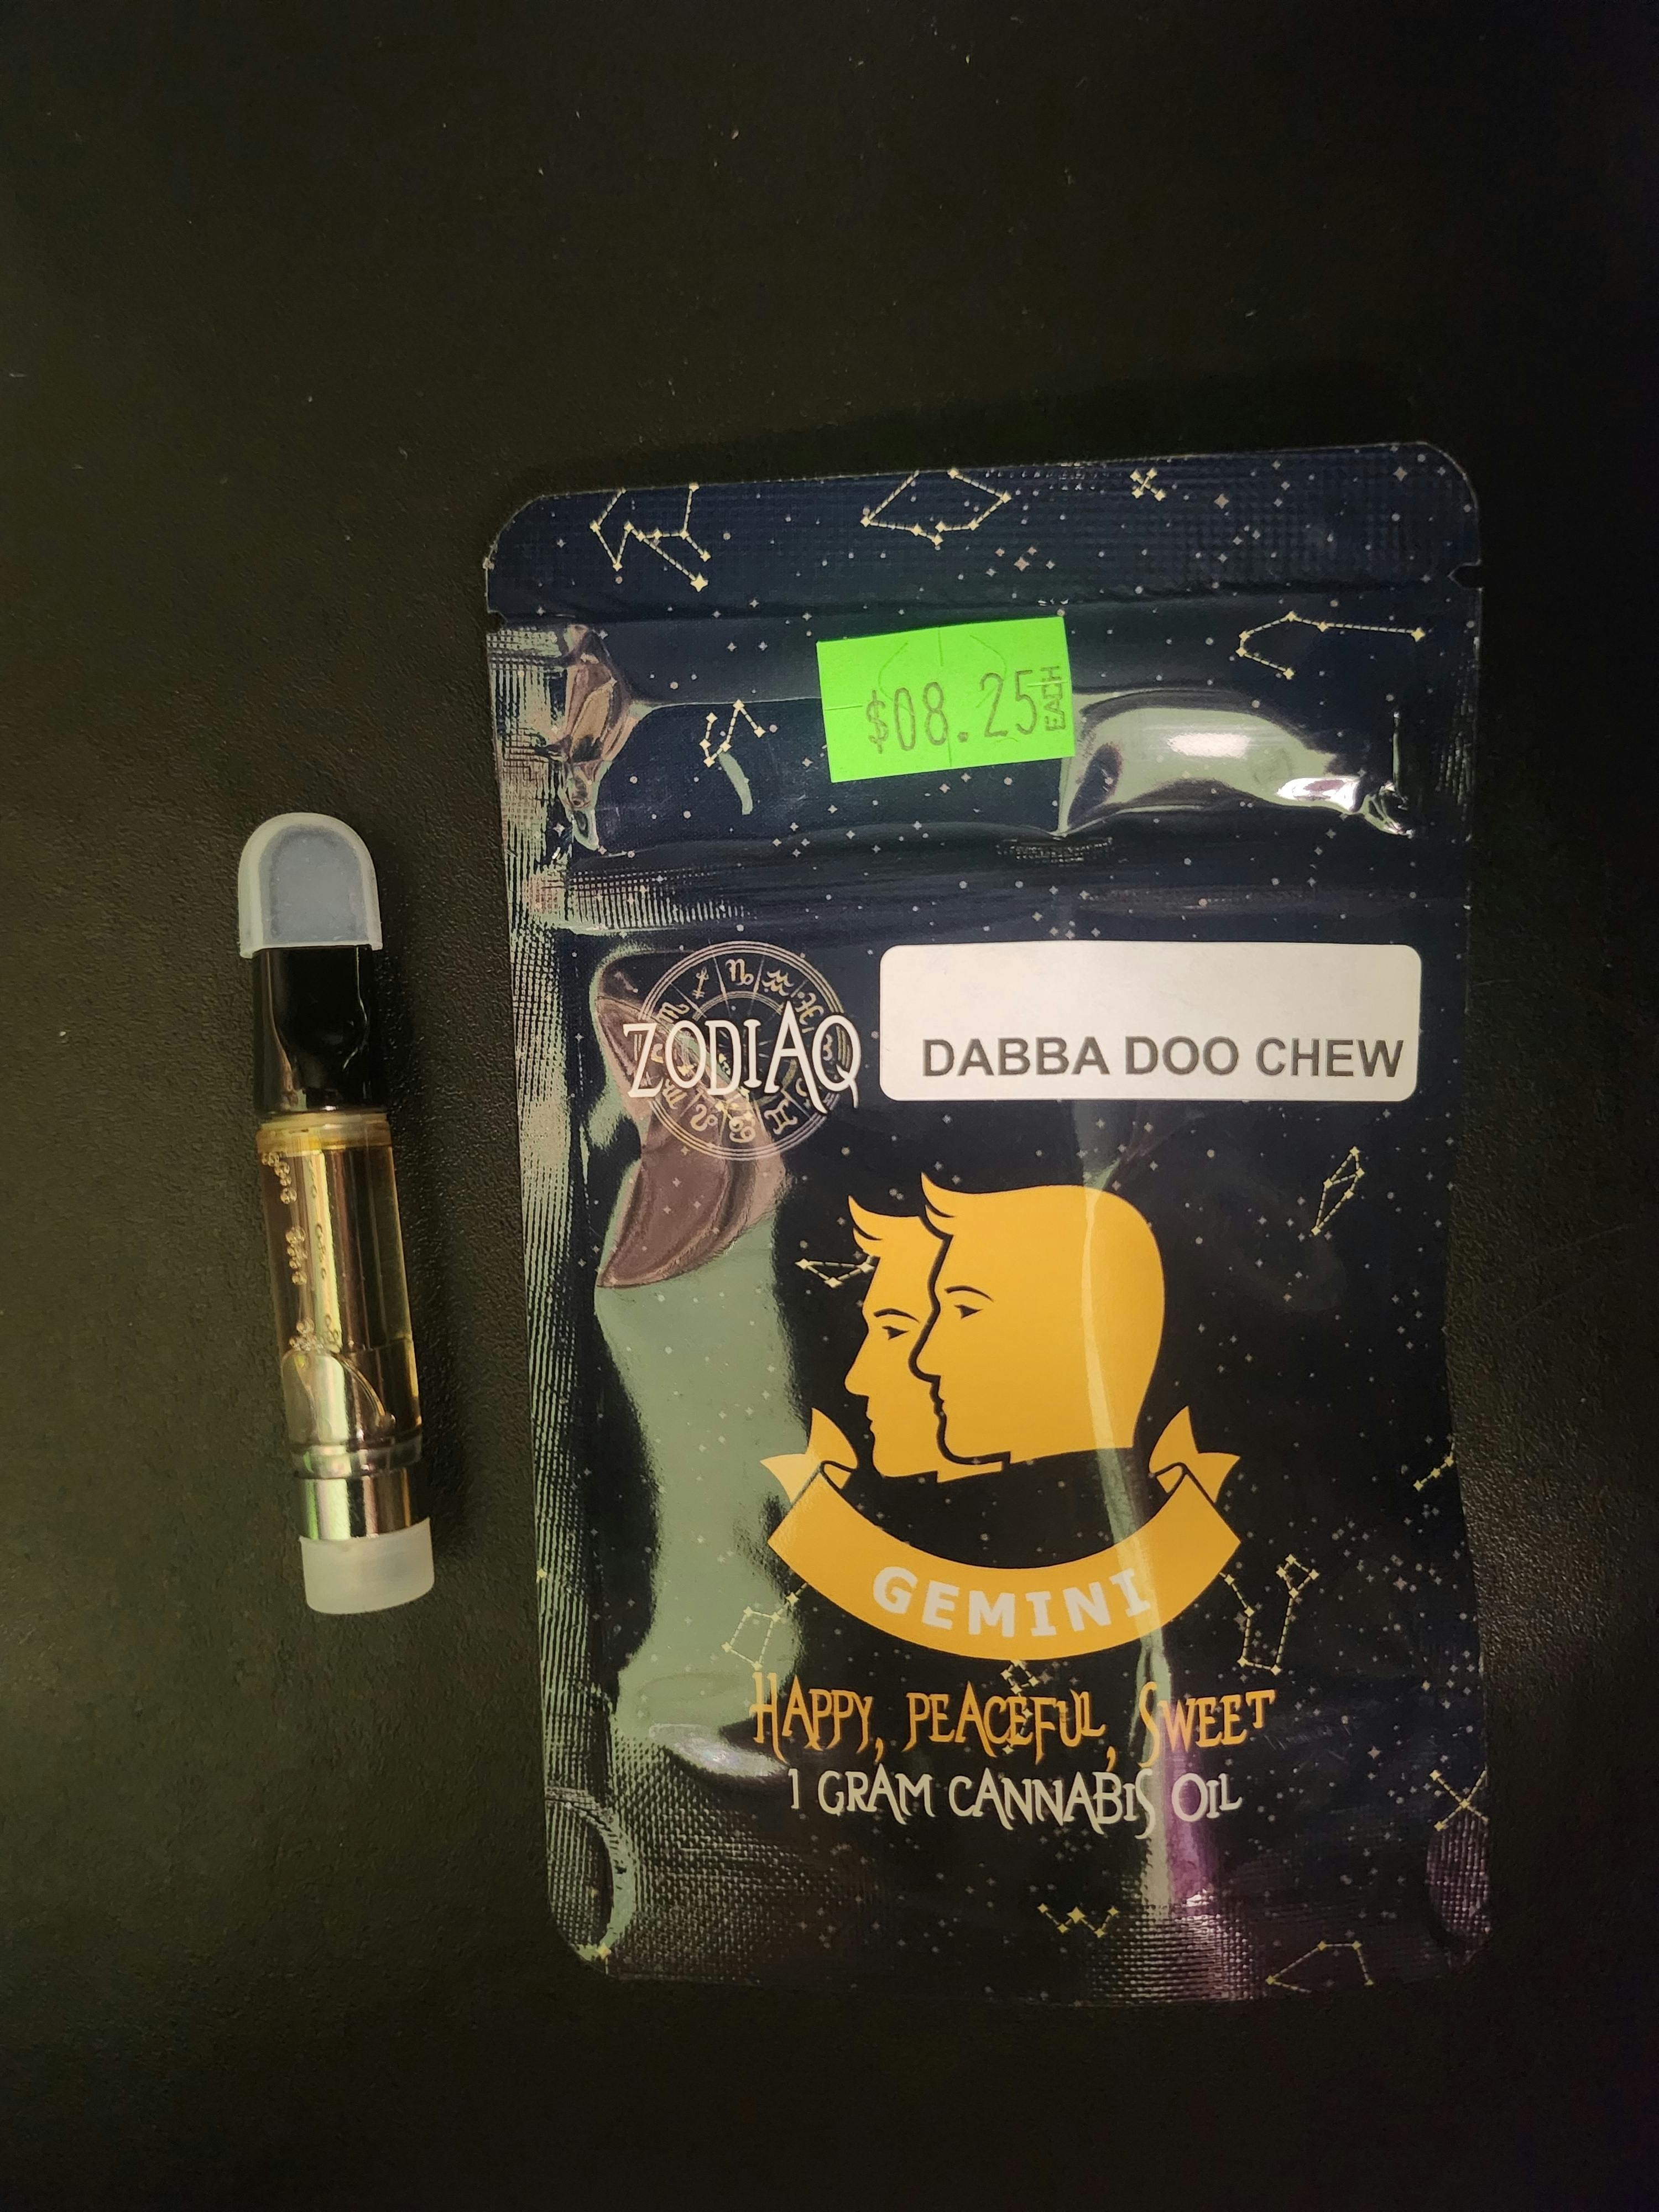 $08.25 EACH
ZODIAQ
DABBA DOO CHEW
GEMINI
HAPPY, PEACEFUL, SWEET
1 GRAM CANNABIS OIL